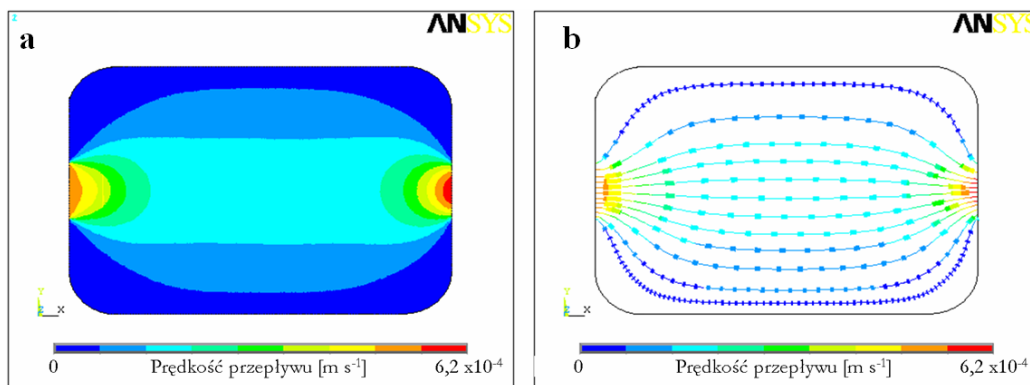 a
ANSYS
Z
Y
Z X
0
6,2 x10⁻⁴
Prędkość przepływu [m s⁻¹]
b
ANSYS
Y
Z X
0
6,2 x10⁻⁴
Prędkość przepływu [m s⁻¹]